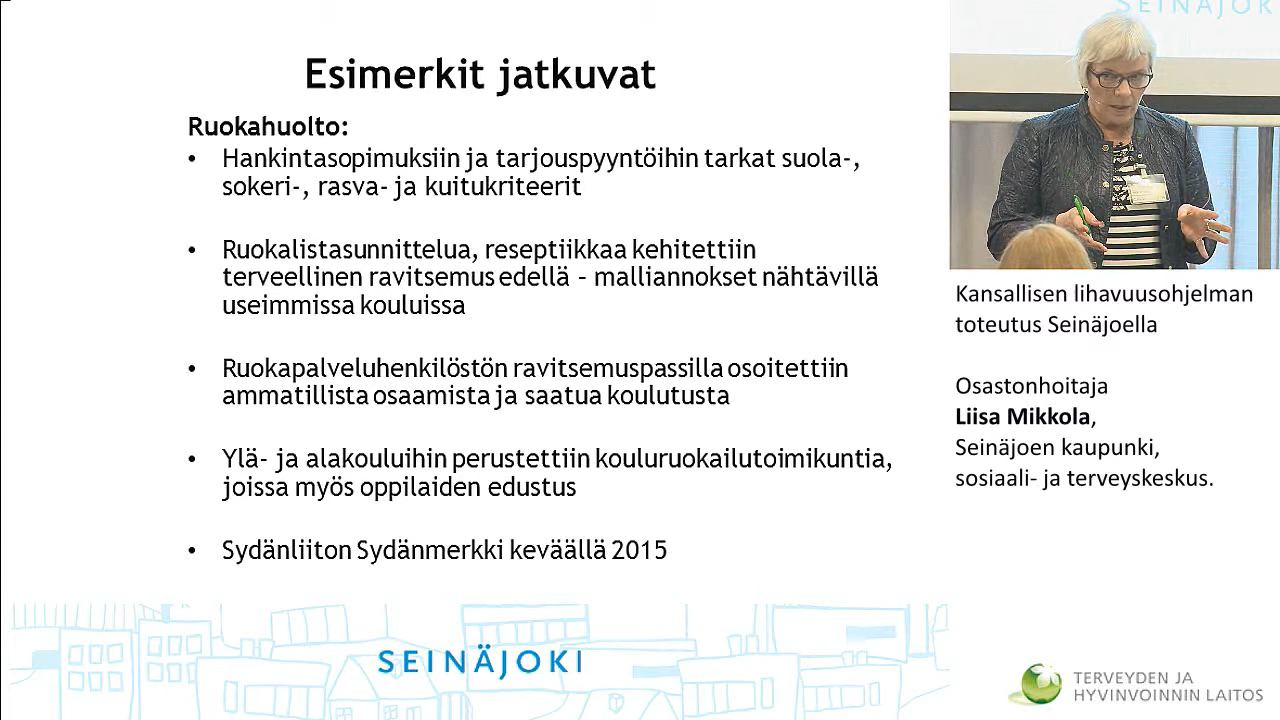 Esimerkit jatkuvat
Ruokahuolto:
• Hankintasopimuksiin ja tarjouspyyntöihin tarkat suola-,
sokeri-, rasva- ja kuitukriteerit
• Ruokalistasunnittelua, reseptiikkaa kehitettiin
terveellinen ravitsemus edellä – malliannokset nähtävillä
useimmissa kouluissa
• Ruokapalveluhenkilöstön ravitsemuspassilla osoitettiin
ammatillista osaamista ja saatua koulutusta
• Ylä- ja alakouluihin perustettiin kouluruokailutoimikuntia,
joissa myös oppilaiden edustus
• Sydänliiton Sydänmerkki keväällä 2015
SEINÄJOKI
SEINÄJOK
Kansallisen lihavuusohjelman
toteutus Seinäjoella
Osastonhoitaja
Liisa Mikkola,
Seinäjoen kaupunki,
sosiaali- ja terveyskeskus.
TERVEYDEN JA
HYVINVOINNIN LAITOS